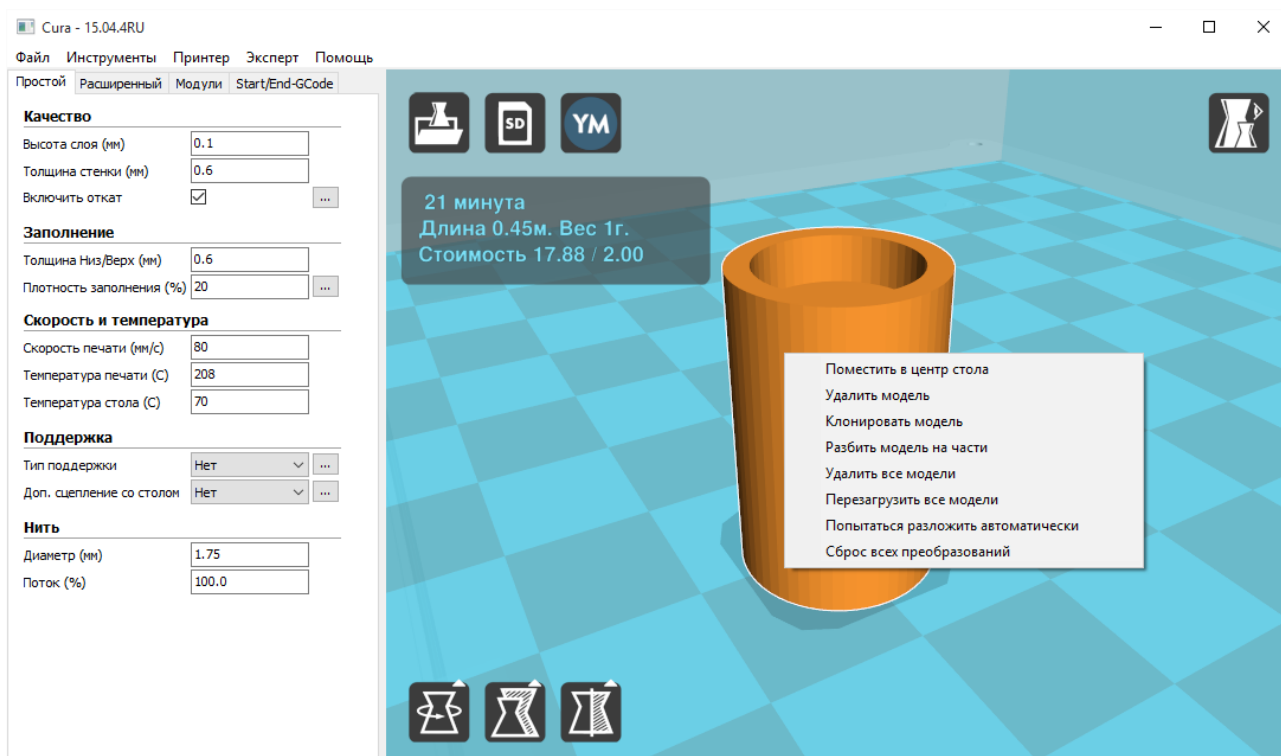 Cura - 15.04.4RU
Файл Инструменты Принтер Эксперт Помощь
Простой Расширенный Модули Start/End-GCode
Качество
Высота слоя (мм) 0.1
Толщина стенки (мм) 0.6
Включить откат ...
Заполнение
Толщина Низ/Верх (мм) 0.6
Плотность заполнения (%) 20 ...
Скорость и температура
Скорость печати (мм/с) 80
Температура печати (C) 208
Температура стола (C) 70
Поддержка
Тип поддержки Нет ...
Доп. сцепление со столом Нет ...
Нить
Диаметр (мм) 1.75
Поток (%) 100.0
SD
YM
21 минута
Длина 0.45м. Вес 1г.
Стоимость 17.88 / 2.00
Поместить в центр стола
Удалить модель
Клонировать модель
Разбить модель на части
Удалить все модели
Перезагрузить все модели
Попытаться разложить автоматически
Сброс всех преобразований